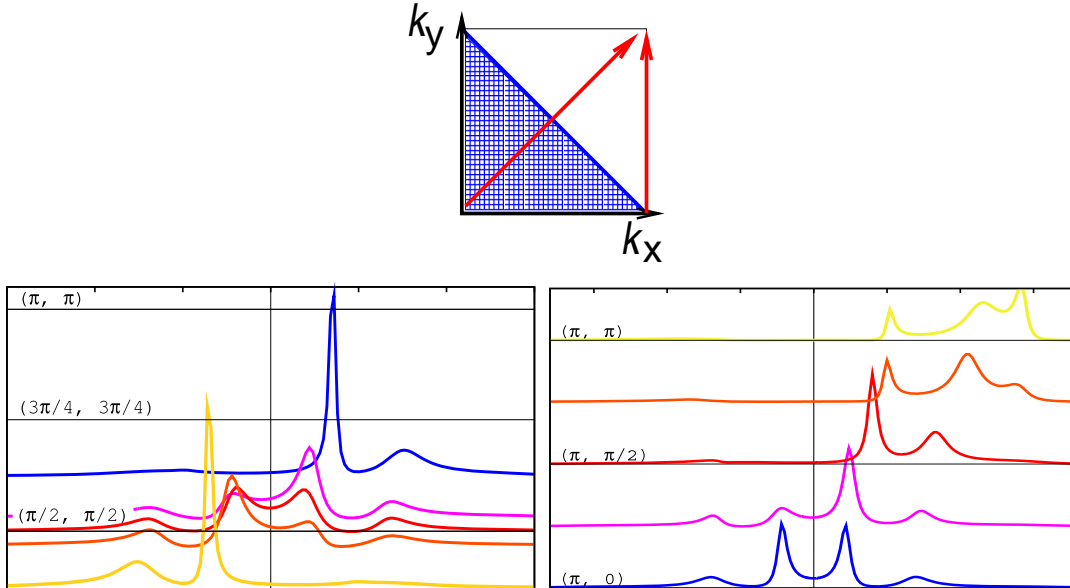 ky
kx
(π, π)
(3π/4, 3π/4)
(π/2, π/2)
(π, π)
(π, π/2)
(π, 0)